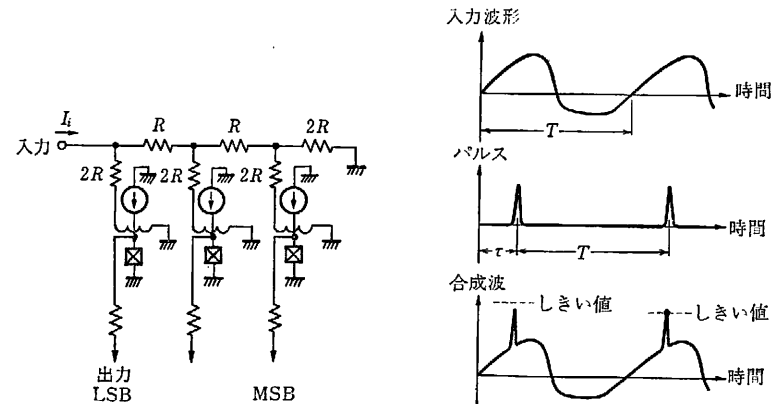 I_i
入力
R
R
2R
2R
2R
2R
出力
LSB
MSB
入力波形
時間
T
パルス
時間
τ
T
合成波
しきい値
しきい値
時間